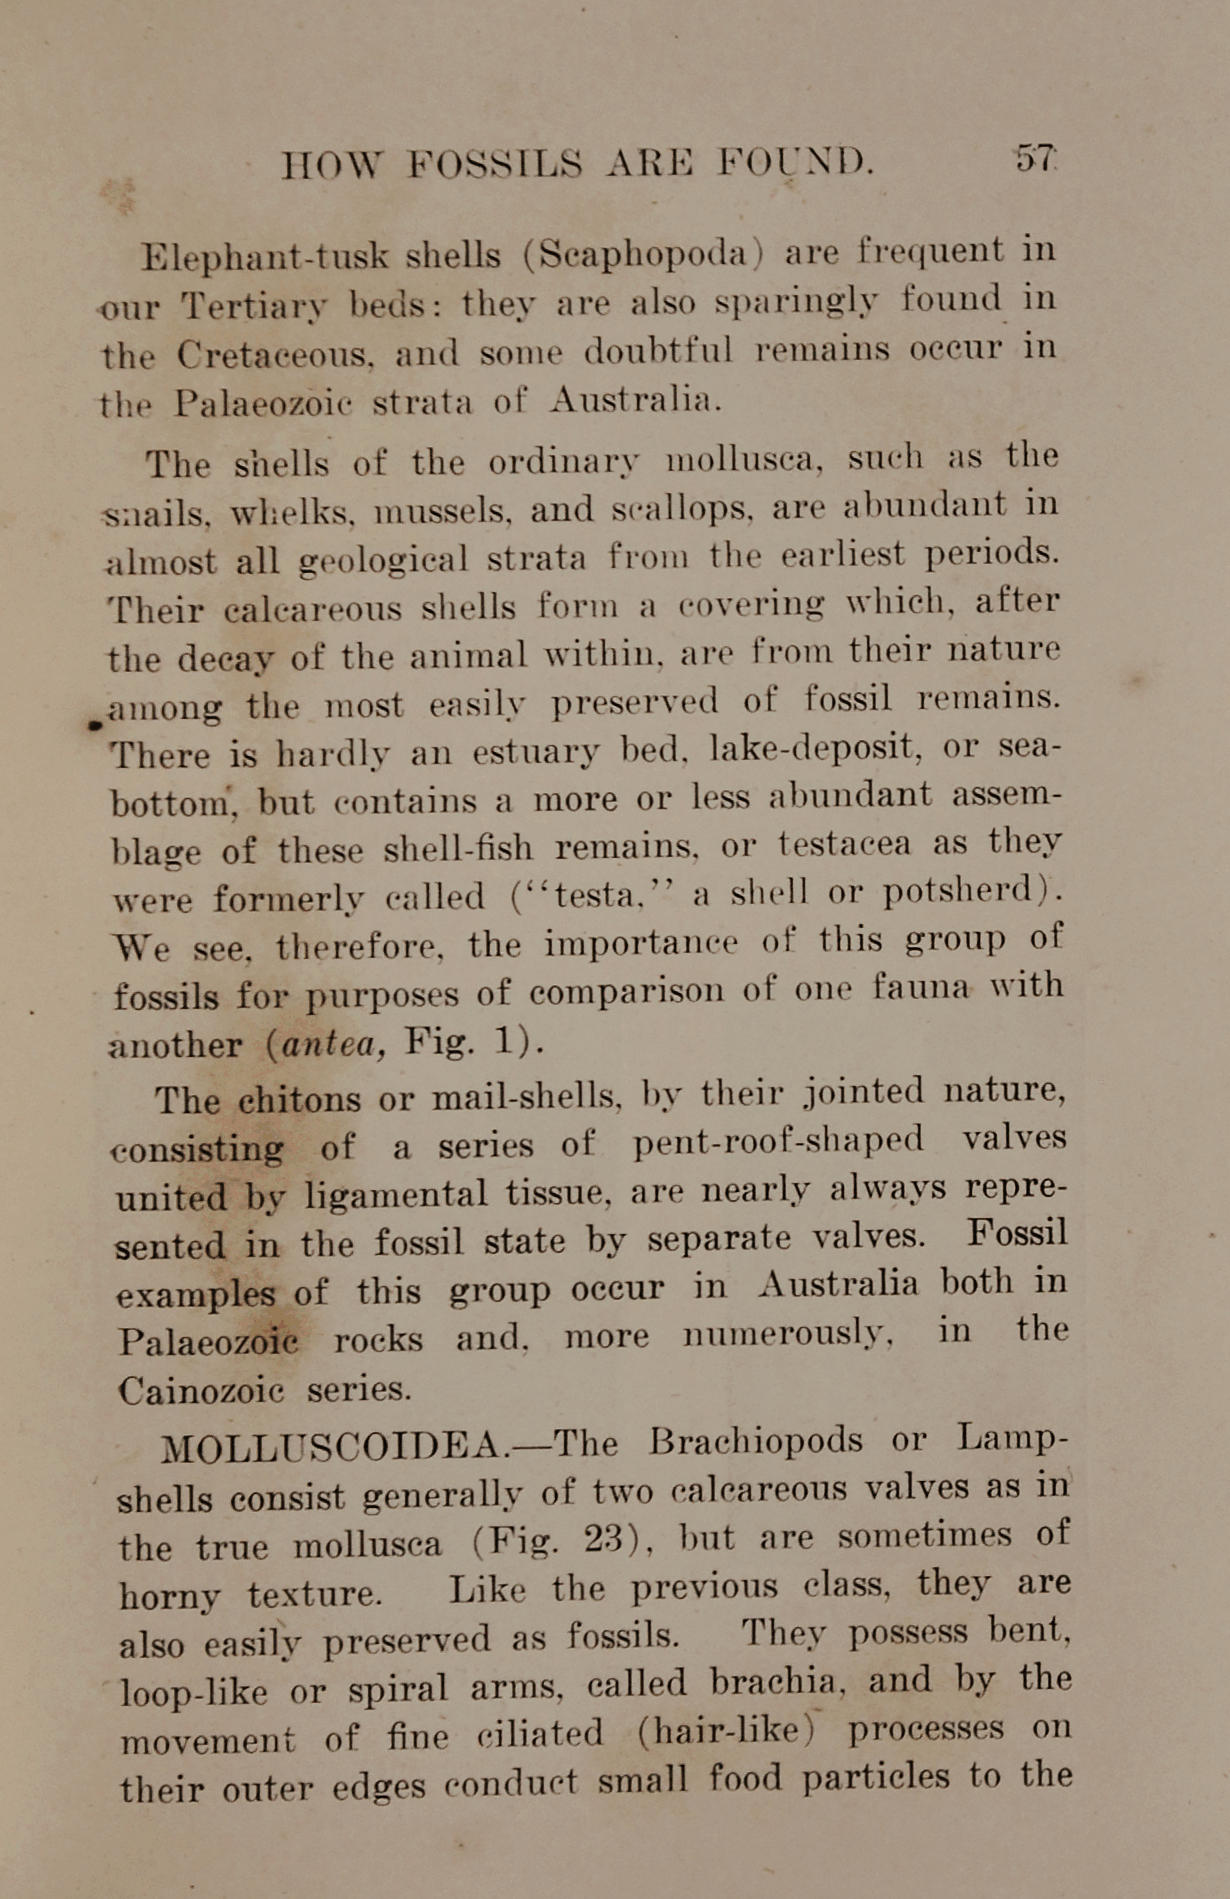 HOW FOSSILS ARE FOUND. 57
Elephant-tusk shells (Scaphopoda) are frequent in
our Tertiary beds: they are also sparingly found in
the Cretaceous, and some doubtful remains occur in
the Palaeozoic strata of Australia.
The shells of the ordinary mollusca, such as the
snails, whelks, mussels, and scallops, are abundant in
almost all geological strata from the earliest periods.
Their calcareous shells form a covering which, after
the decay of the animal within, are from their nature
among the most easily preserved of fossil remains.
There is hardly an estuary bed, lake-deposit, or sea-
bottom, but contains a more or less abundant assem-
blage of these shell-fish remains, or testacea as they
were formerly called (“testa,” a shell or potsherd).
We see, therefore, the importance of this group of
fossils for purposes of comparison of one fauna with
another (antea, Fig. 1).
The chitons or mail-shells, by their jointed nature,
consisting of a series of pent-roof-shaped valves
united by ligamental tissue, are nearly always repre-
sented in the fossil state by separate valves. Fossil
examples of this group occur in Australia both in
Palaeozoic rocks and, more numerously, in the
Cainozoic series.
MOLLUSCOIDEA.—The Brachiopods or Lamp-
shells consist generally of two calcareous valves as in
the true mollusca (Fig. 23), but are sometimes of
horny texture. Like the previous class, they are
also easily preserved as fossils. They possess bent,
loop-like or spiral arms, called brachia, and by the
movement of fine ciliated (hair-like) processes on
their outer edges conduct small food particles to the